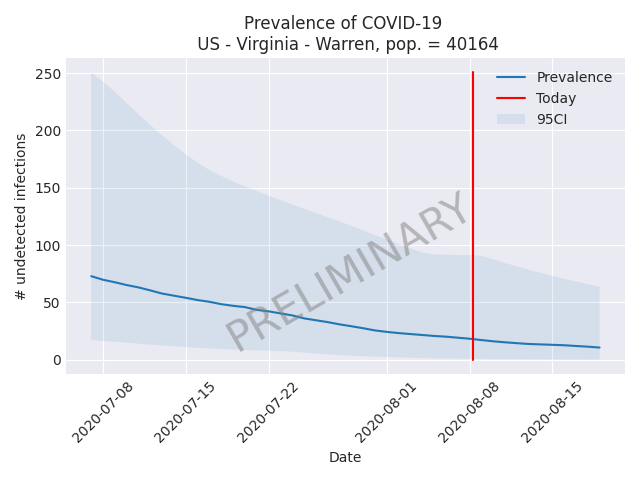 Prevalence of COVID-19
US - Virginia - Warren, pop. = 40164
# undetected infections
250
200
150
100
50
0
Prevalence
Today
95CI
PRELIMINARY
2020-07-08
2020-07-15
2020-07-22
2020-08-01
2020-08-08
2020-08-15
Date